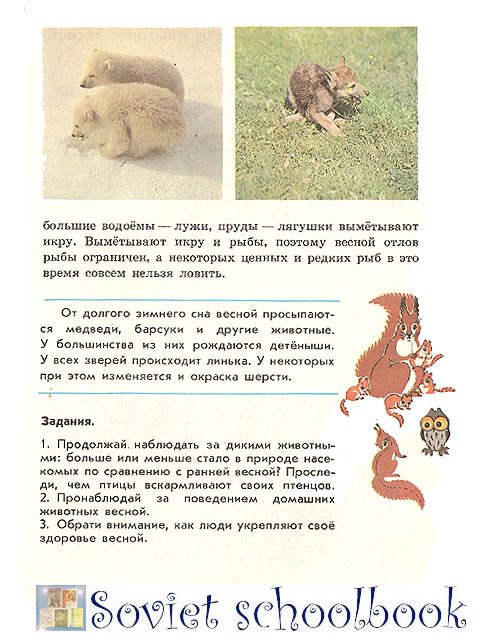 большие водоёмы — лужи, пруды — лягушки вымётывают
икру. Вымётывают икру и рыбы, поэтому весной отлов
рыбы ограничен, а некоторых ценных и редких рыб в это
время совсем нельзя ловить.
От долгого зимнего сна весной просыпают-
ся медведи, барсуки и другие животные.
У большинства из них рождаются детёныши.
У всех зверей происходит линька. У некоторых
при этом изменяется и окраска шерсти.
Задания.
1. Продолжай наблюдать за дикими животны-
ми: больше или меньше стало в природе насе-
комых по сравнению с ранней весной? Просле-
ди, чем птицы вскармливают своих птенцов.
2. Пронаблюдай за поведением домашних
животных весной.
3. Обрати внимание, как люди укрепляют своё
здоровье весной.
Soviet schoolbook